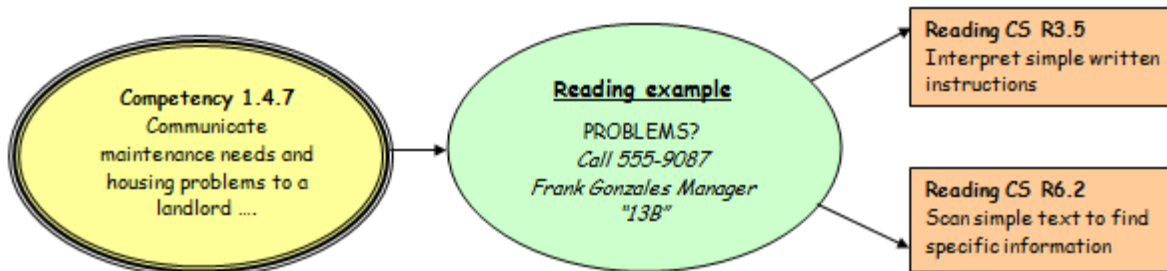 Competency 1.4.7
Communicate
maintenance needs and
housing problems to a
landlord ....
Reading example
PROBLEMS?
Call 555-9087
Frank Gonzales Manager
"13B"
Reading CS R3.5
Interpret simple written
instructions
Reading CS R6.2
Scan simple text to find
specific information